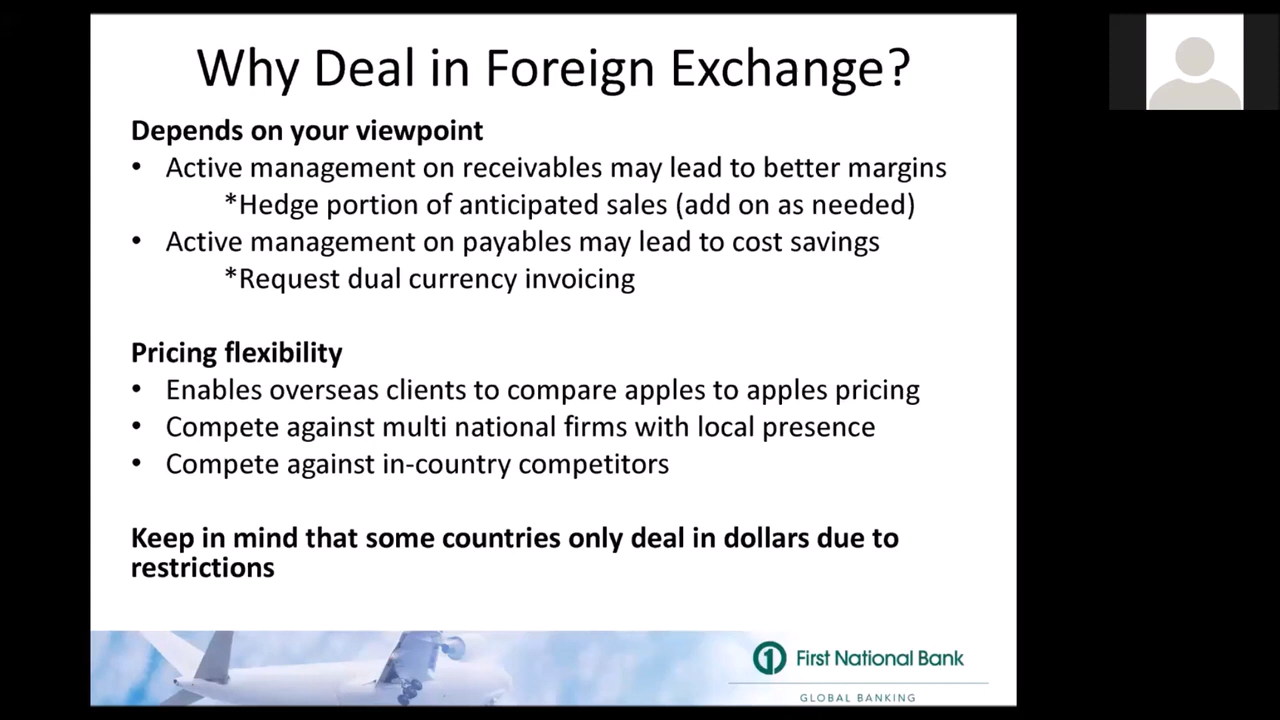 Why Deal in Foreign Exchange?
Depends on your viewpoint
• Active management on receivables may lead to better margins
*Hedge portion of anticipated sales (add on as needed)
• Active management on payables may lead to cost savings
*Request dual currency invoicing
Pricing flexibility
• Enables overseas clients to compare apples to apples pricing
• Compete against multi national firms with local presence
• Compete against in-country competitors
Keep in mind that some countries only deal in dollars due to
restrictions
1 First National Bank
GLOBAL BANKING